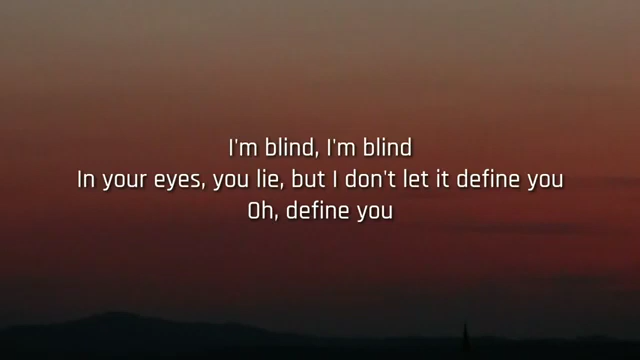 I'm blind, I'm blind
In your eyes, you lie, but I don't let it define you
Oh, define you